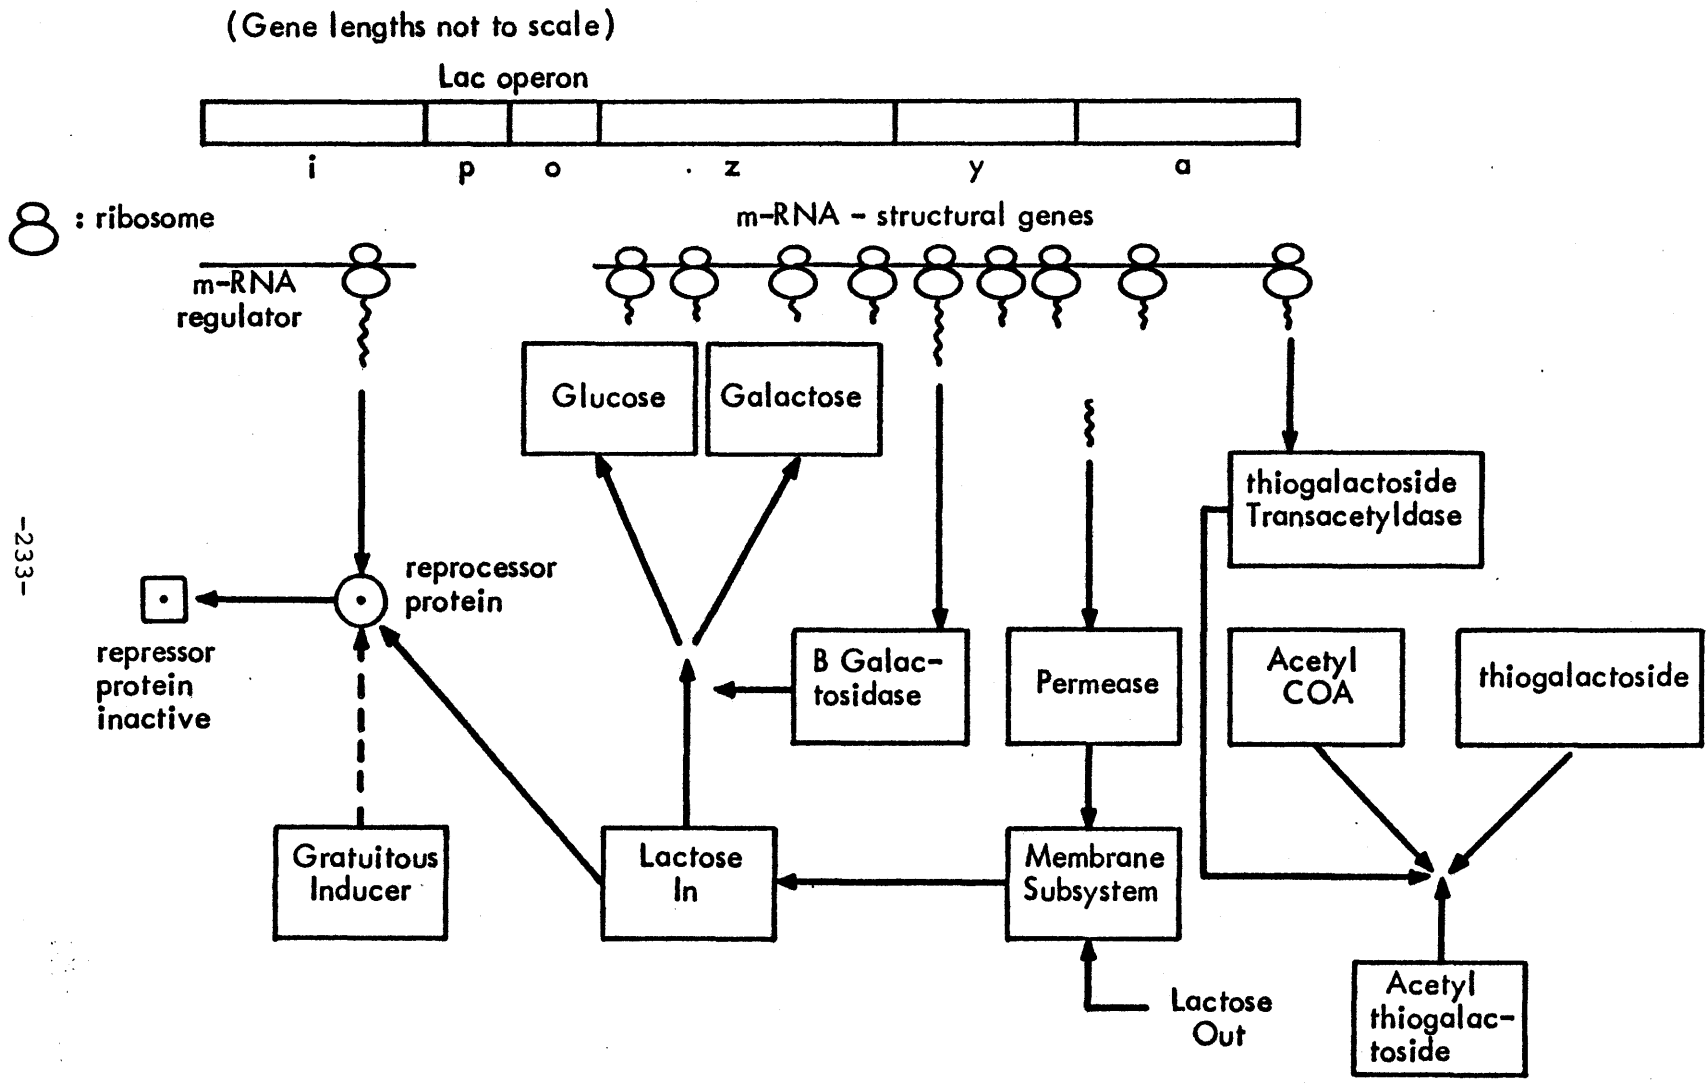 (Gene lengths not to scale)
Lac operon
i p o z y a
: ribosome
m-RNA - structural genes
m-RNA
regulator
Glucose
Galactose
thiogalactoside
Transacetyldase
-233-
reprocessor
protein
repressor
protein
inactive
B Galac-
tosidase
Permease
Acetyl
COA
thiogalactoside
Gratuitous
Inducer
Lactose
In
Membrane
Subsystem
Lactose
Out
Acetyl
thiogalac-
toside